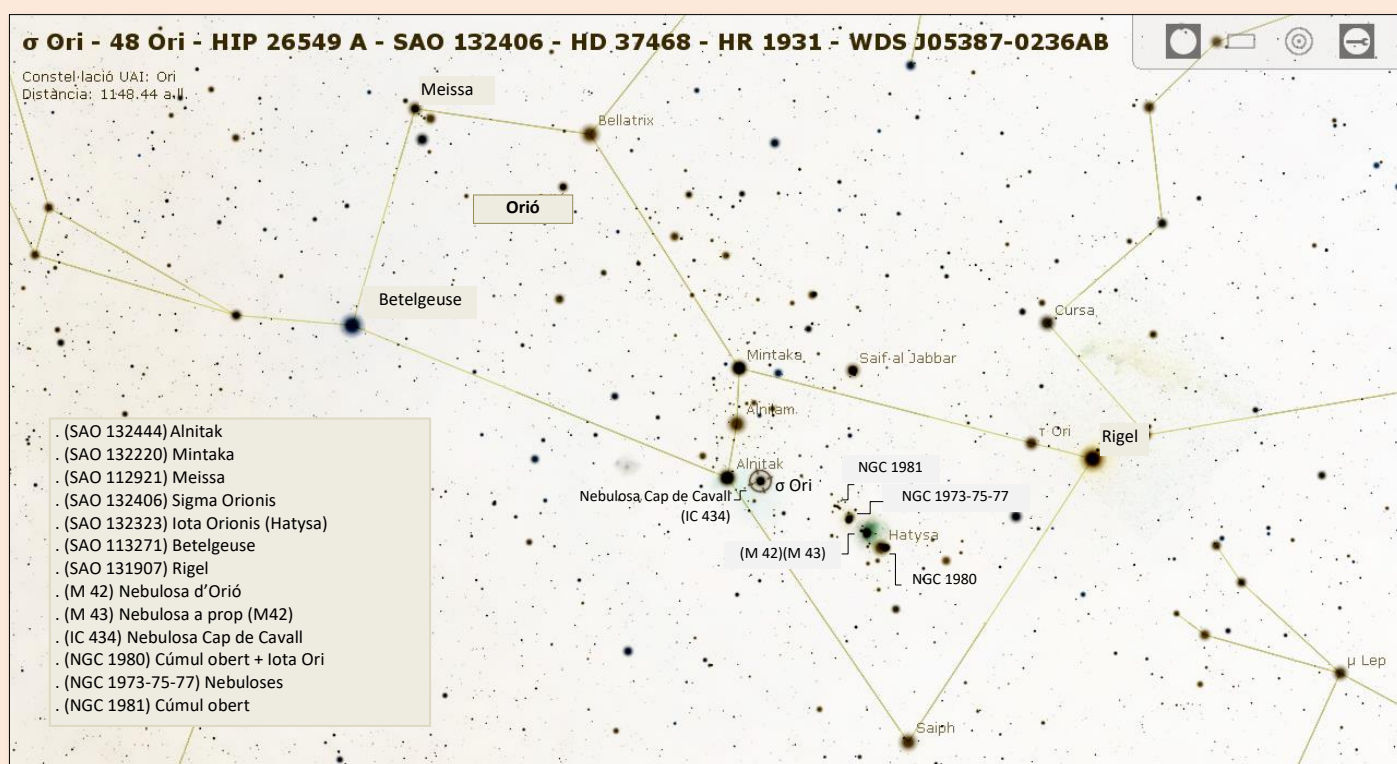 σ Ori - 48 Ori - HIP 26549 A - SAO 132406 - HD 37468 - HR 1931 - WDS J05387-0236AB
Constel·lació UAI: Ori
Distància: 1148.44 a.ll.
Meissa
Bellatrix
Orió
Betelgeuse
Cursa
Mintaka
Saif al Jabbar
Alnilam
τ Ori
Rigel
Alnitak
σ Ori
NGC 1981
Nebulosa Cap de Cavall
(IC 434)
NGC 1973-75-77
Hatysa
(M 42)(M 43)
NGC 1980
. (SAO 132444) Alnitak
. (SAO 132220) Mintaka
. (SAO 112921) Meissa
. (SAO 132406) Sigma Orionis
. (SAO 132323) Iota Orionis (Hatysa)
. (SAO 113271) Betelgeuse
. (SAO 131907) Rigel
. (M 42) Nebulosa d’Orió
. (M 43) Nebulosa a prop (M42)
. (IC 434) Nebulosa Cap de Cavall
. (NGC 1980) Cúmul obert + Iota Ori
. (NGC 1973-75-77) Nebuloses
. (NGC 1981) Cúmul obert
μ Lep
Saiph